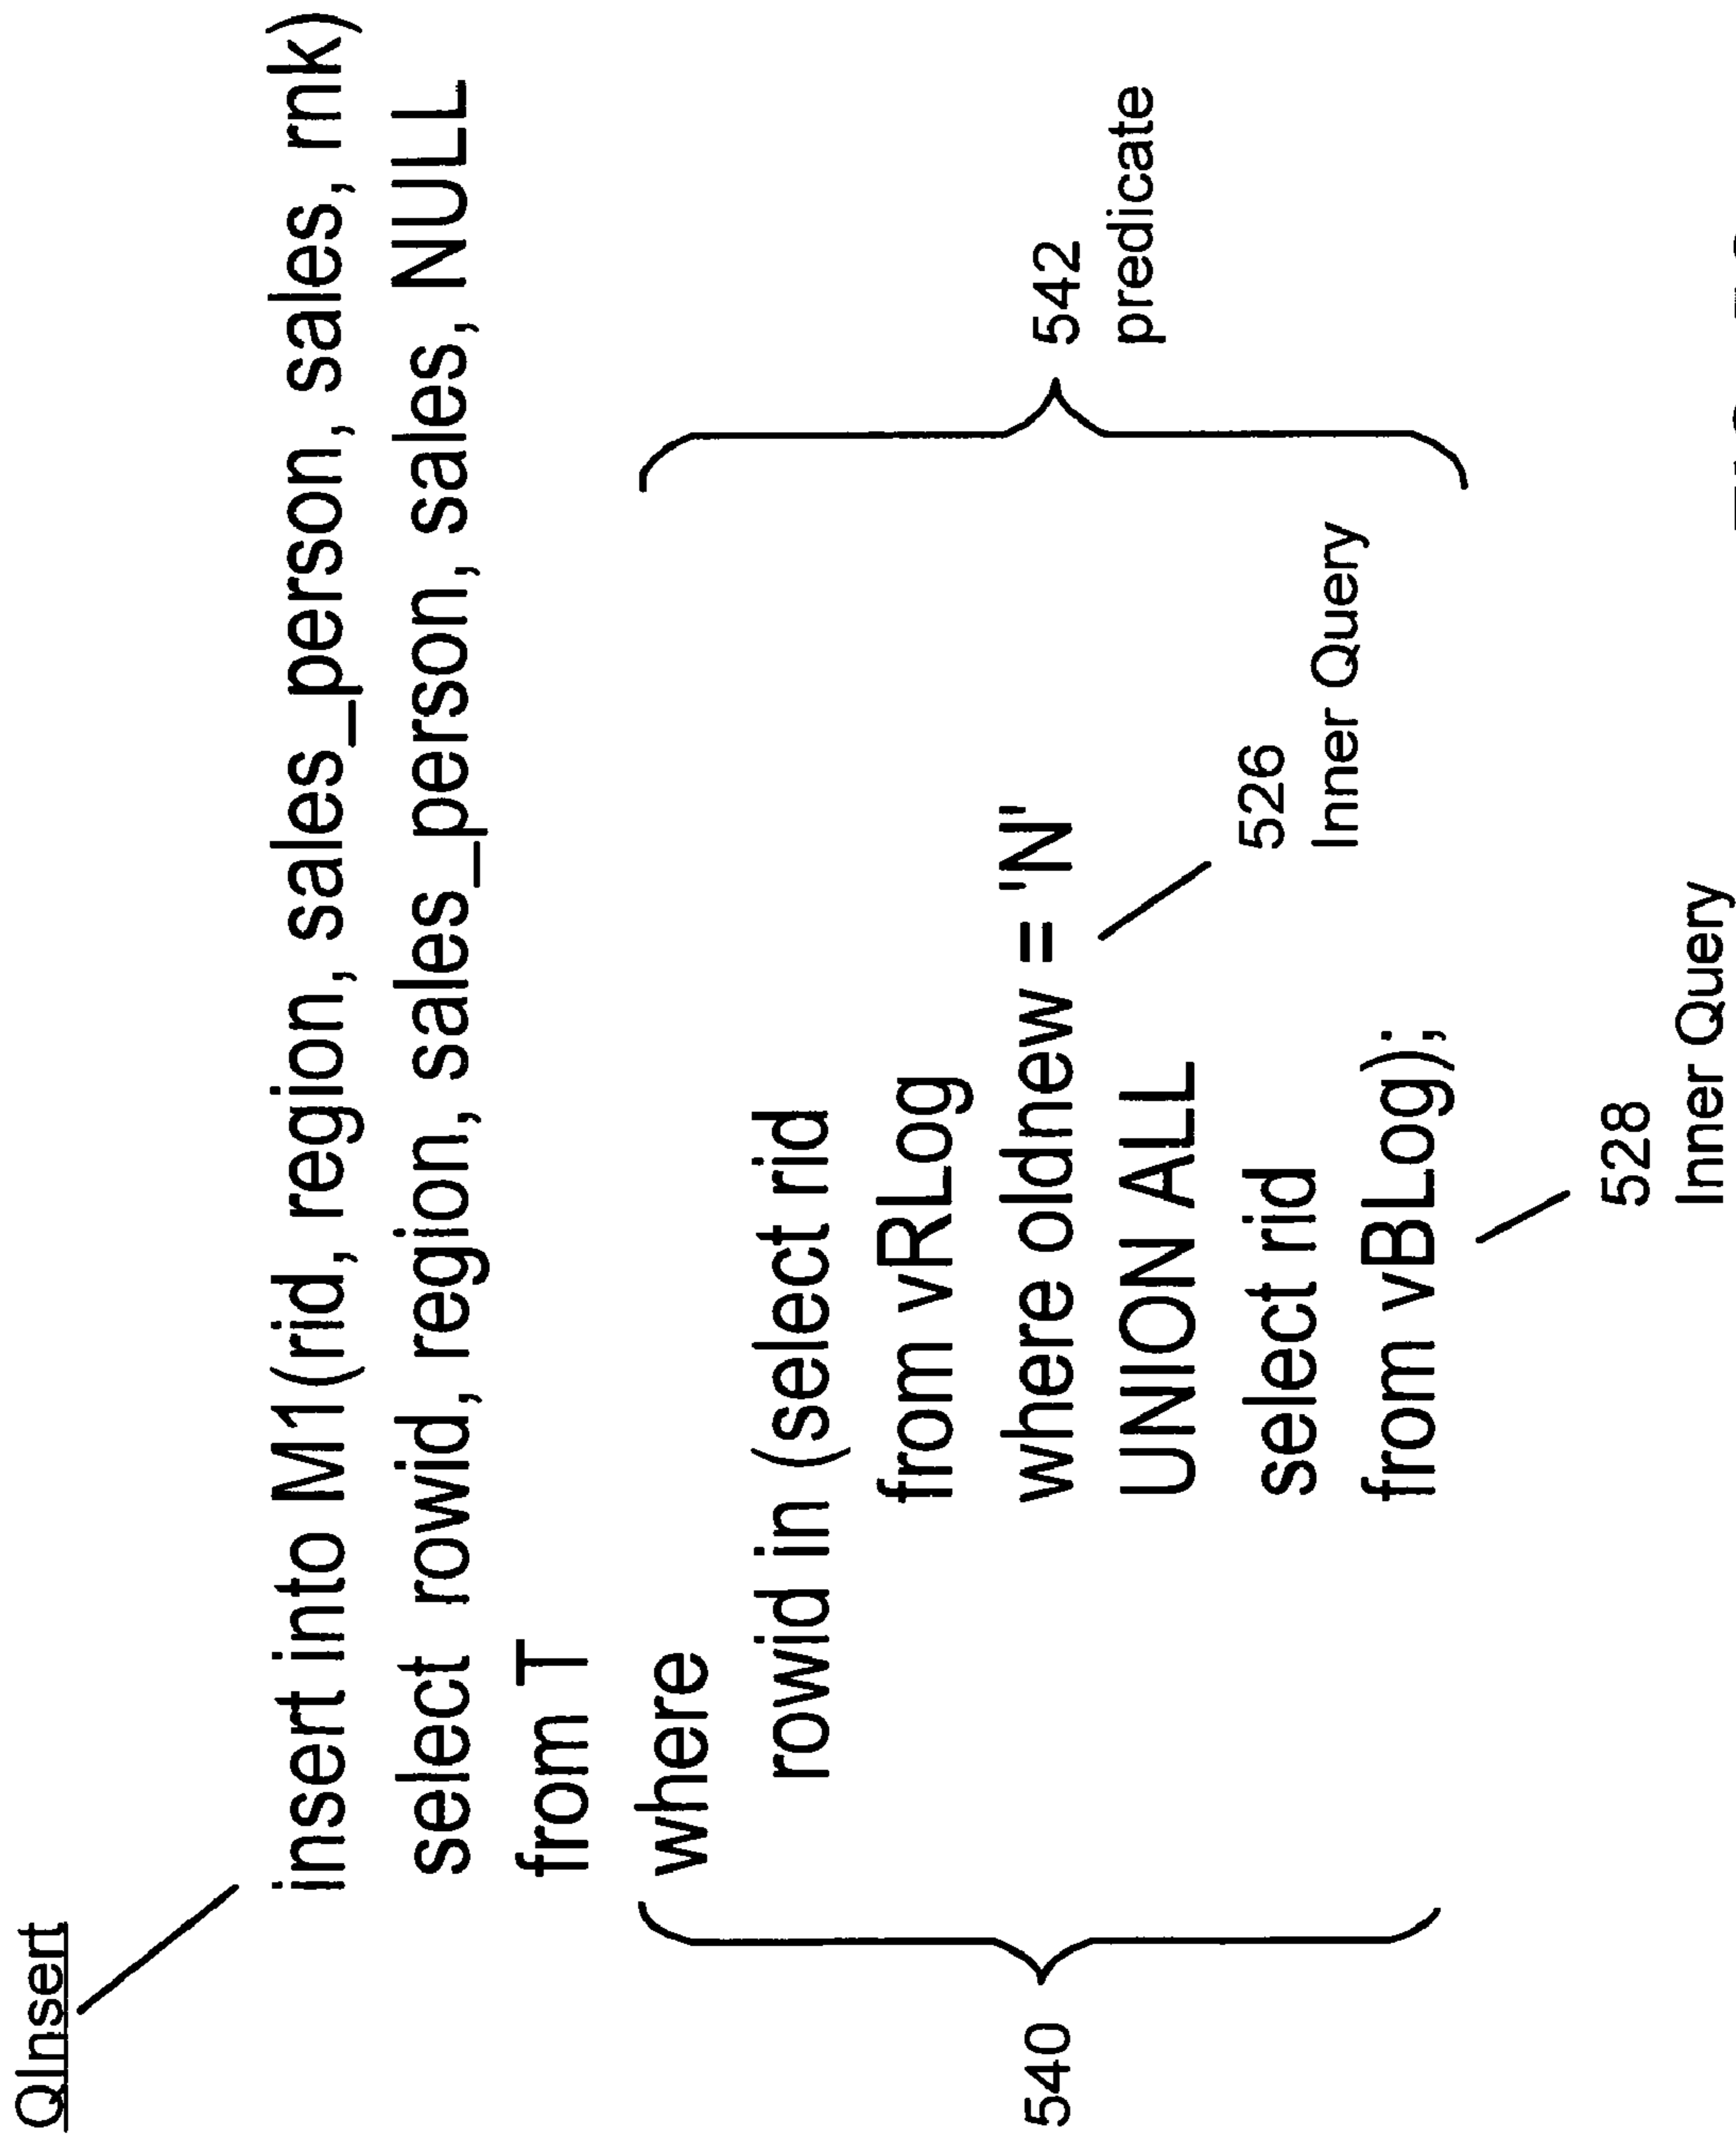 QInsert
insert into M1(rid, region, sales_person, sales, rnk)
select rowid, region, sales_person, sales, NULL
from T
where
rowid in (select rid
from vRLog
where oldnew = 'N'
UNION ALL
select rid
from vBLog);
540
542
predicate
526
Inner Query
528
Inner Query